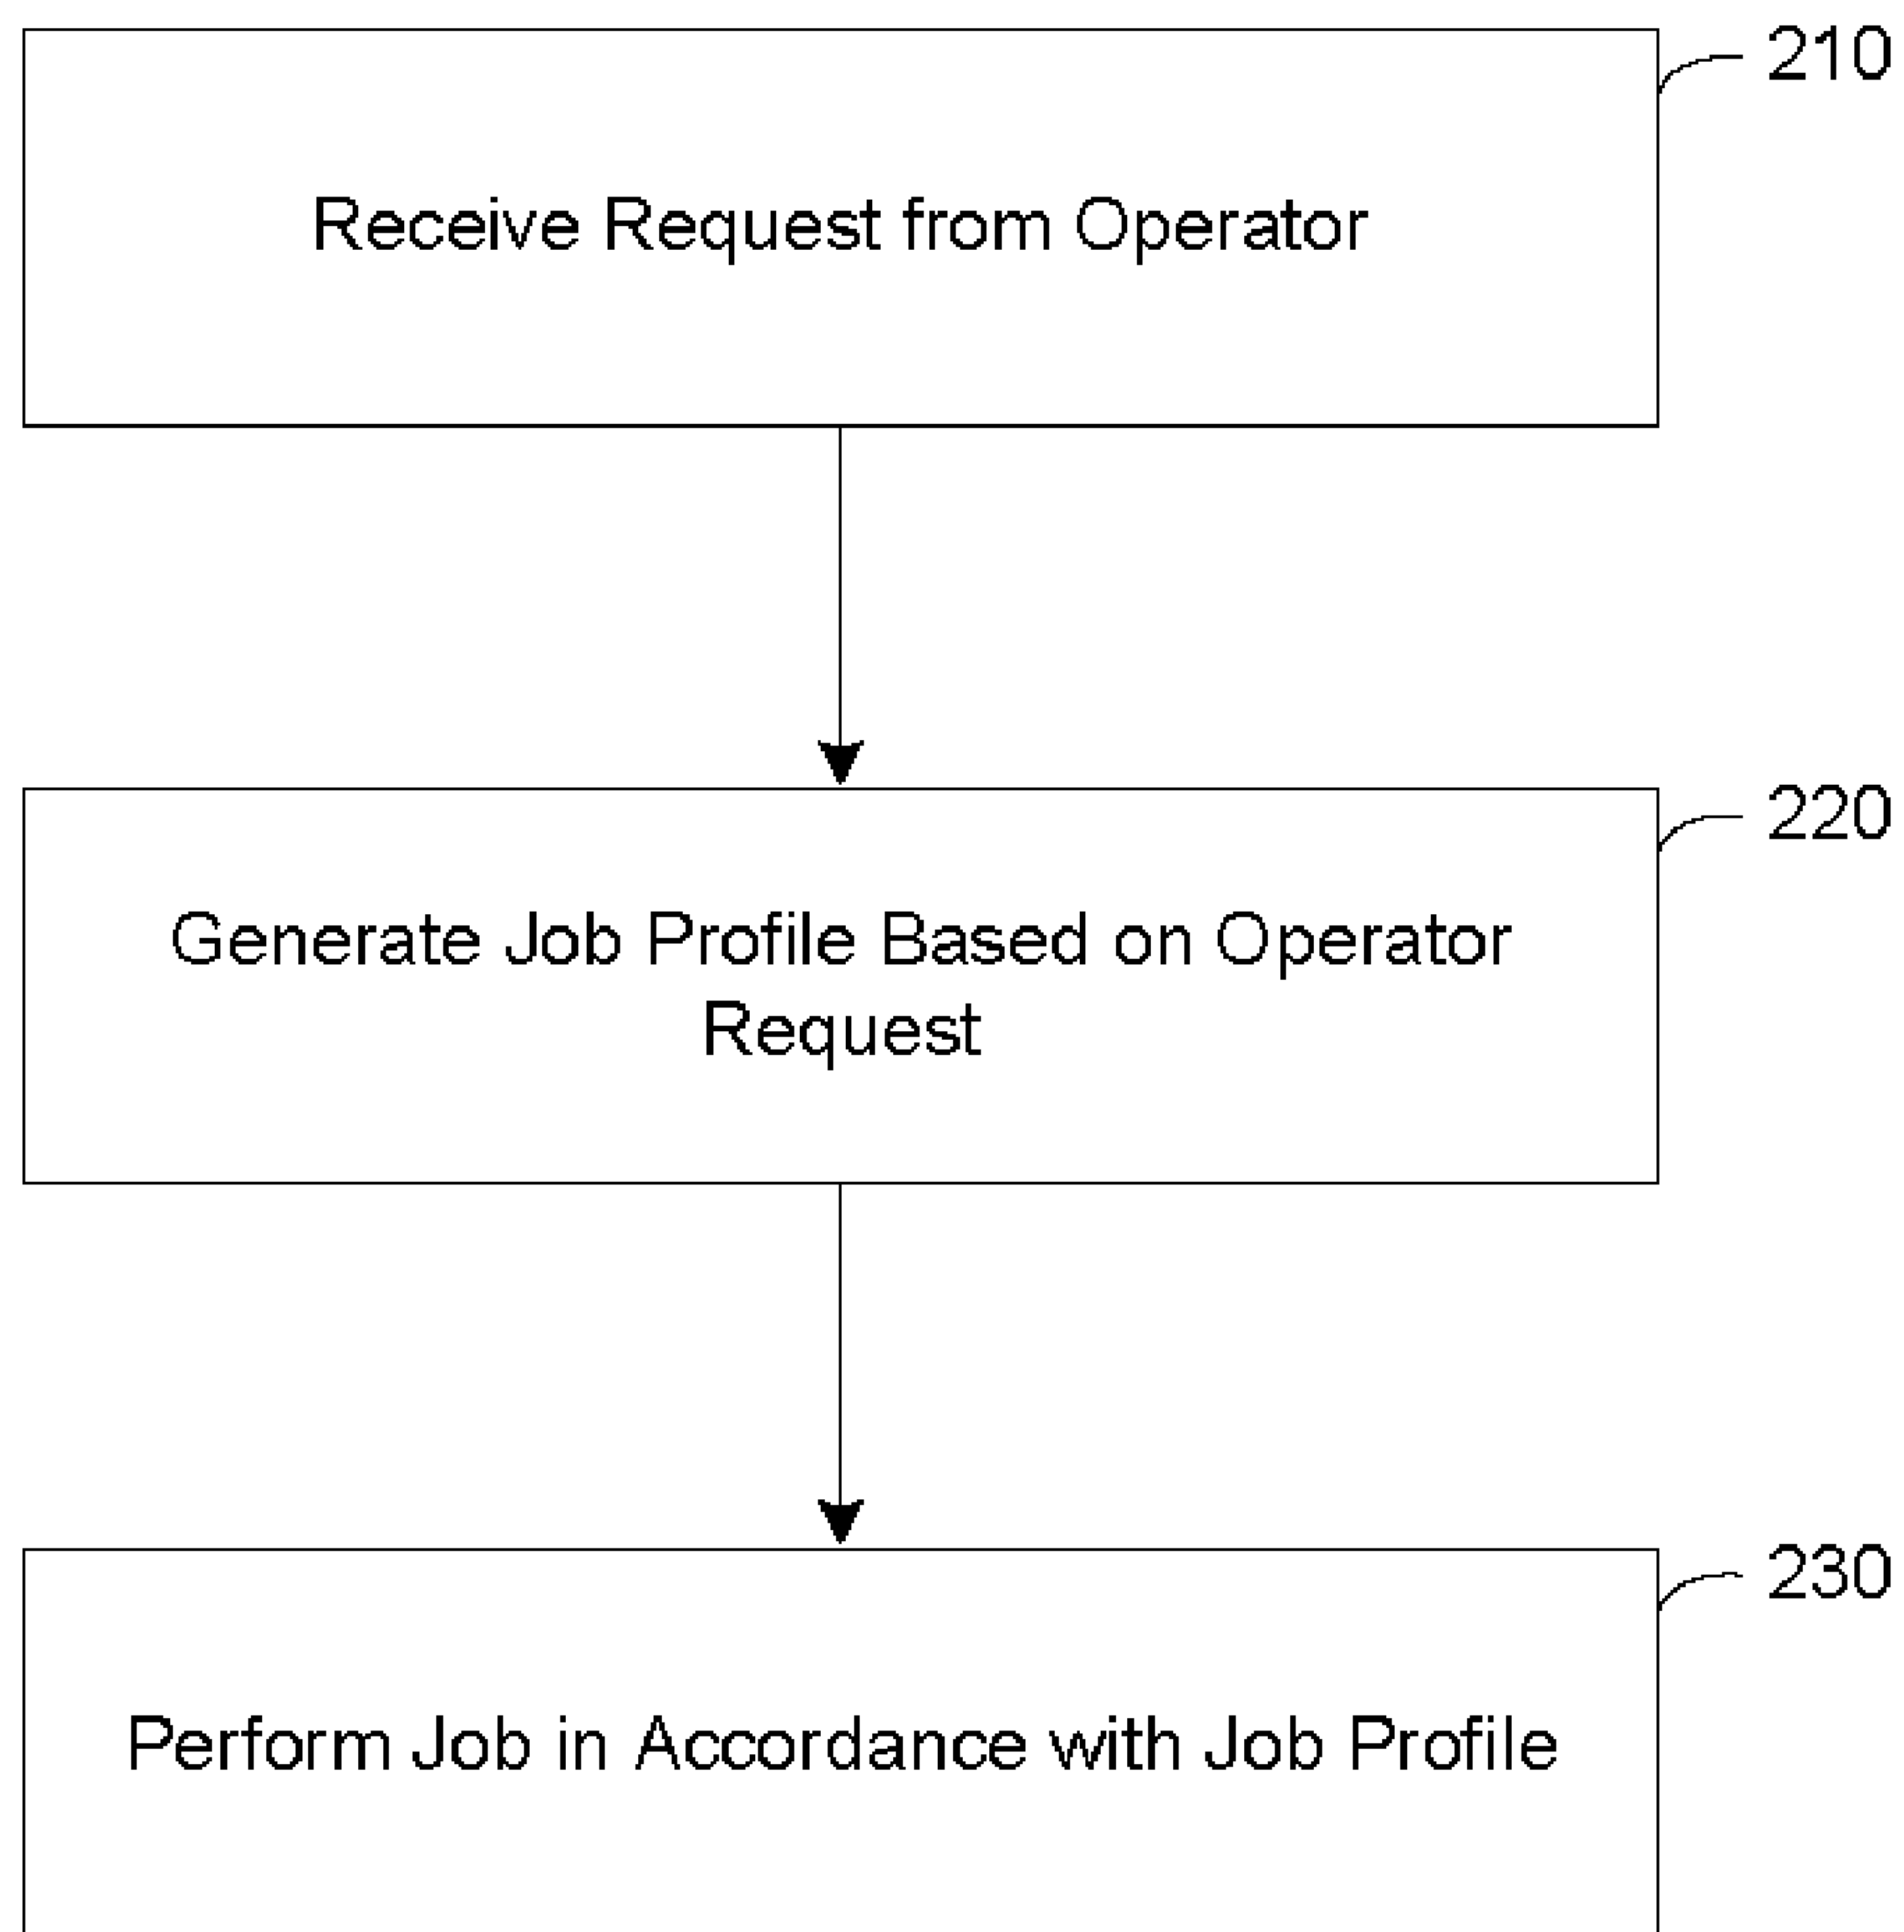 210
Receive Request from Operator
220
Generate Job Profile Based on Operator
Request
230
Perform Job in Accordance with Job Profile